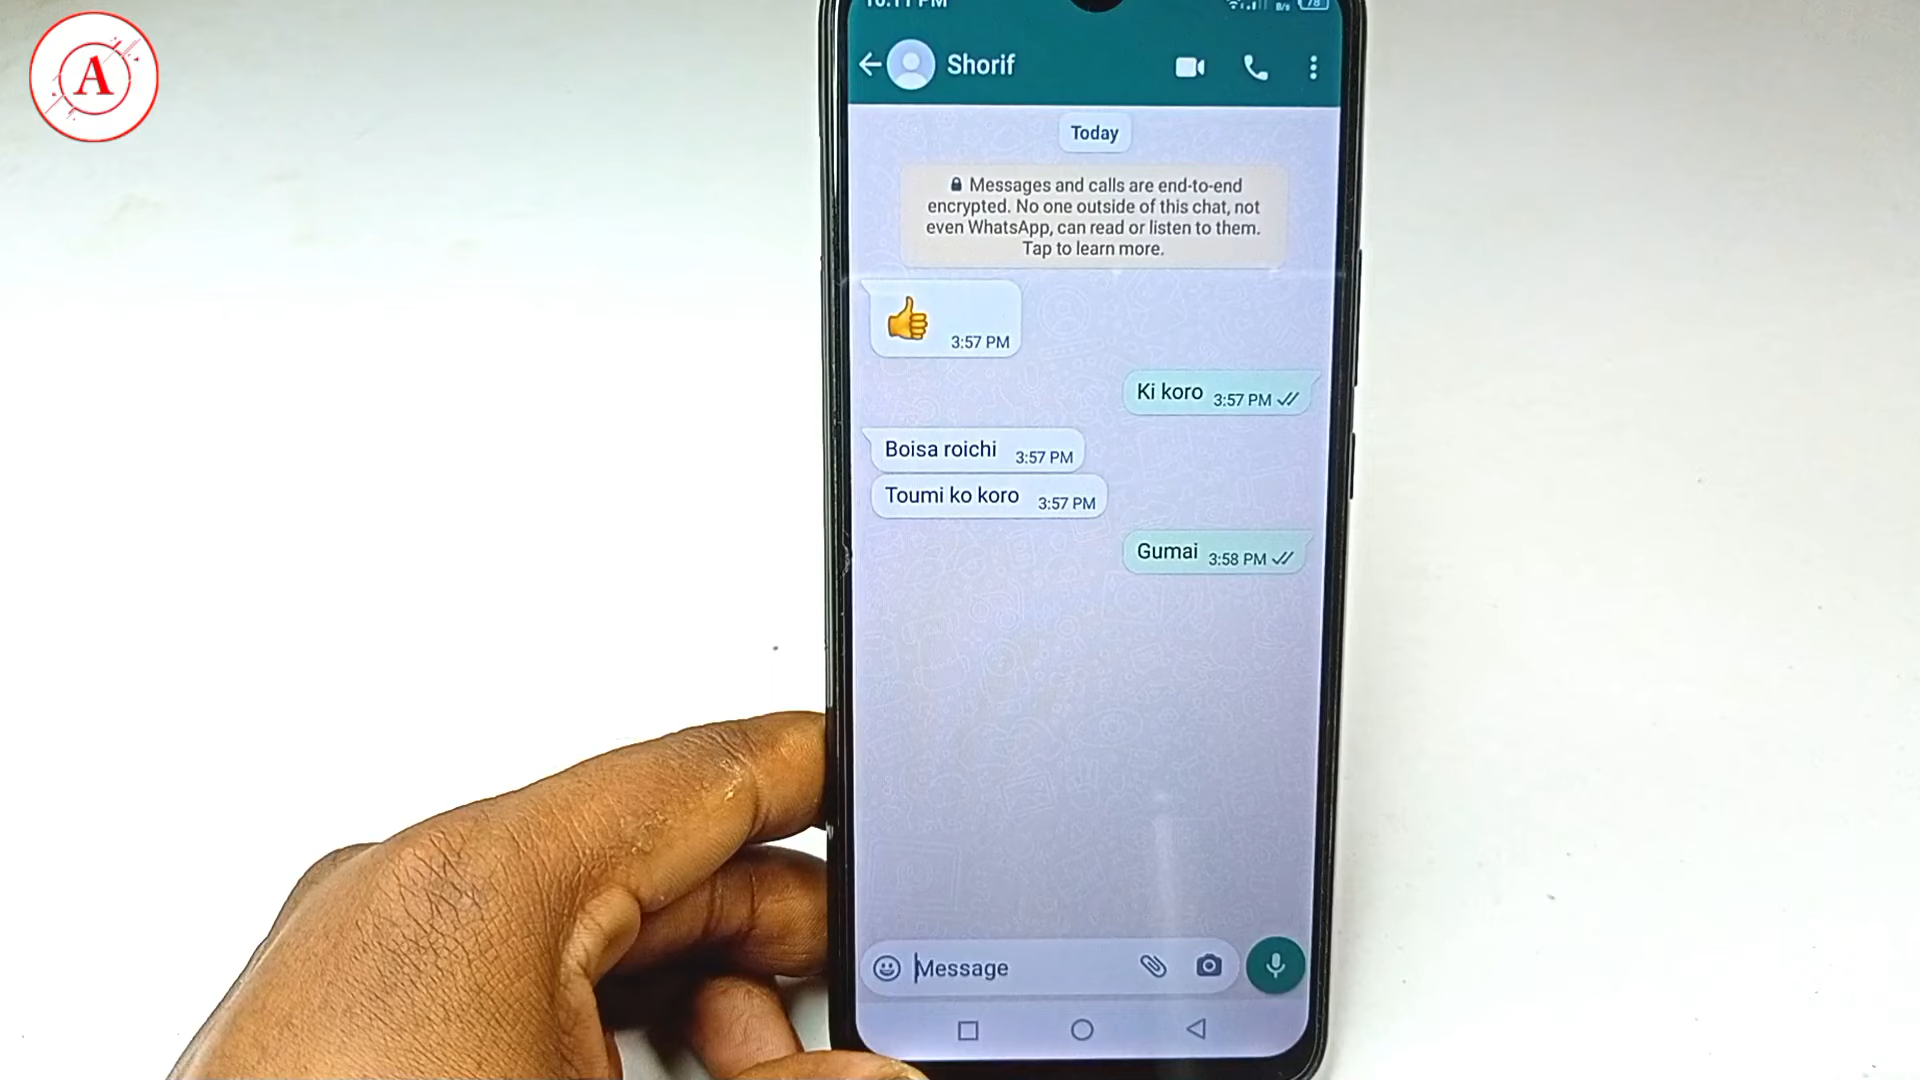 A
Shorif
Today
Messages and calls are end-to-end
encrypted. No one outside of this chat, not
even WhatsApp, can read or listen to them.
Tap to learn more.
👍 3:57 PM
Ki koro 3:57 PM
Boisa roichi 3:57 PM
Toumi ko koro 3:57 PM
Gumai 3:58 PM
Message